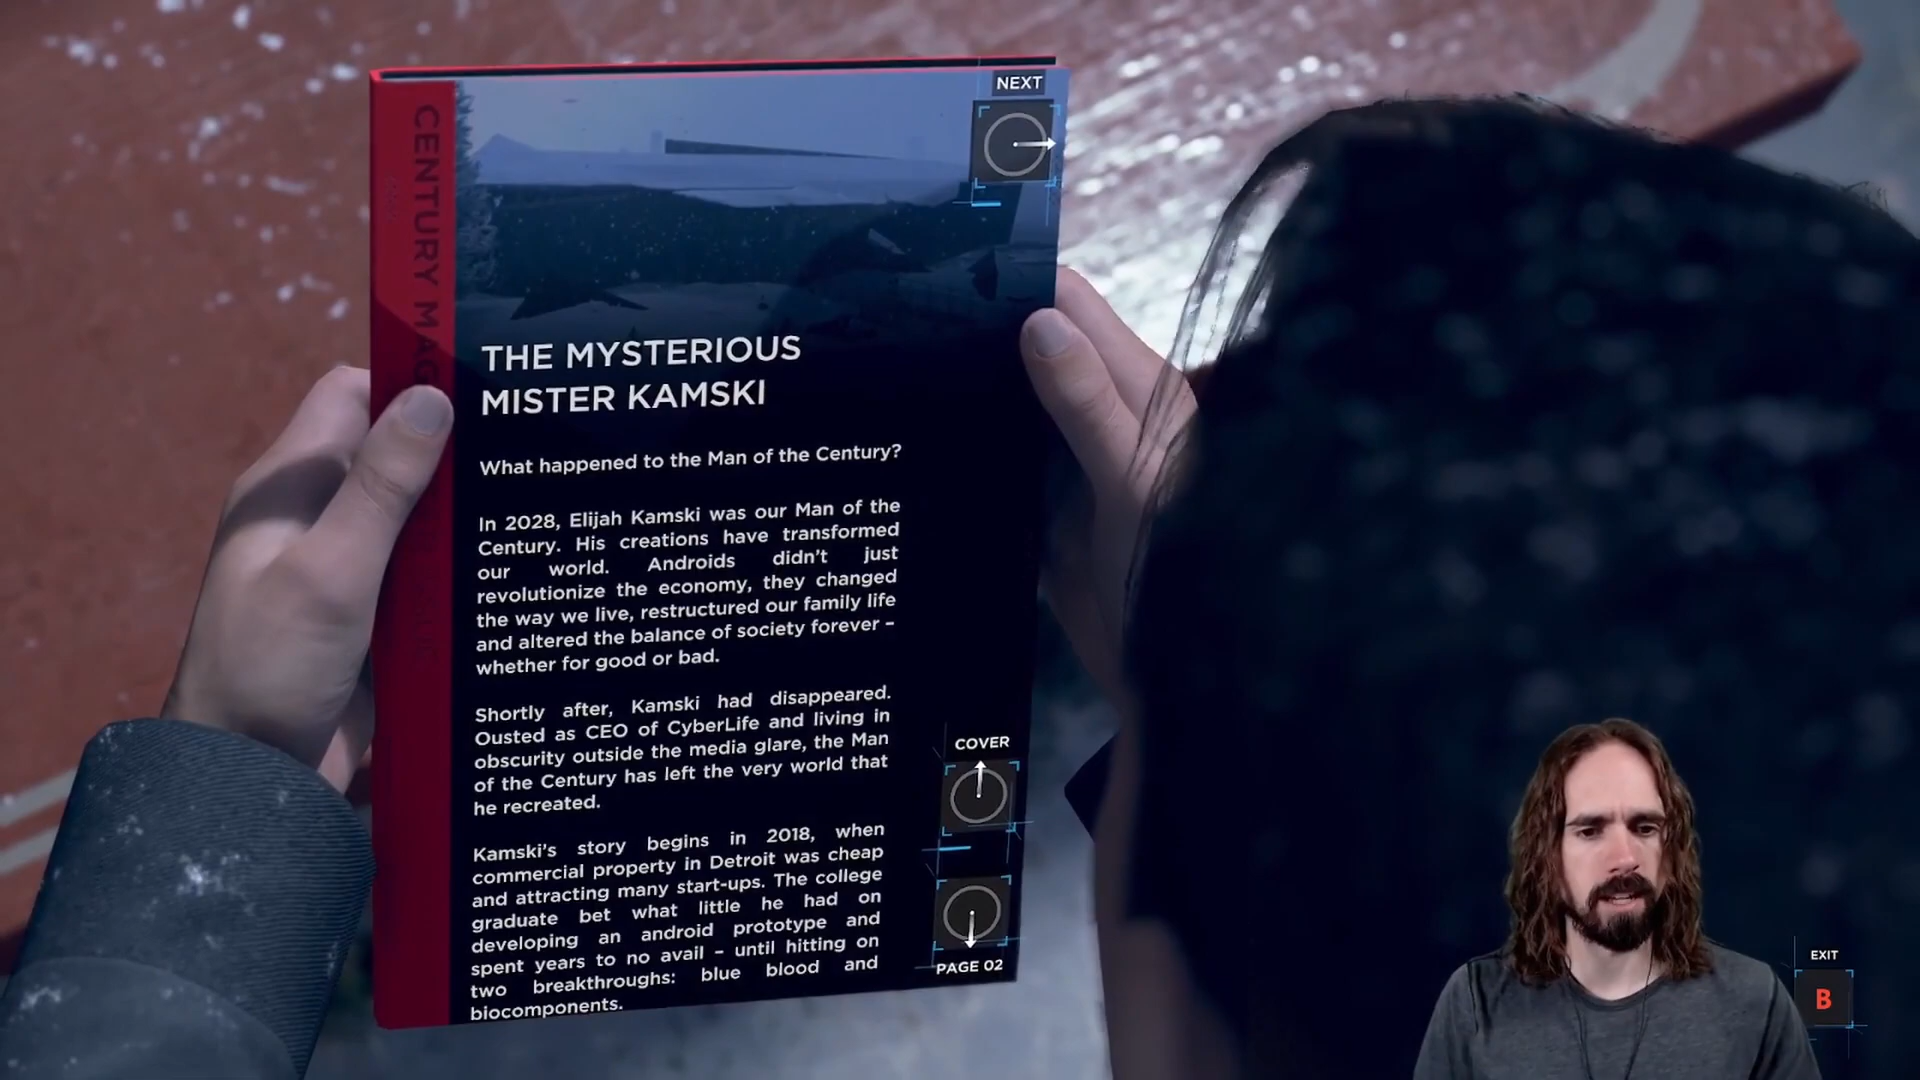 CENTURY MAG
NEXT
THE MYSTERIOUS
MISTER KAMSKI
What happened to the Man of the Century?
In 2028, Elijah Kamski was our Man of the
Century. His creations have transformed
our world. Androids didn't just
revolutionize the economy, they changed
the way we live, restructured our family life
and altered the balance of society forever –
whether for good or bad.
Shortly after, Kamski had disappeared.
Ousted as CEO of CyberLife and living in
obscurity outside the media glare, the Man
of the Century has left the very world that
he recreated.
Kamski's story begins in 2018, when
commercial property in Detroit was cheap
and attracting many start-ups. The college
graduate bet what little he had on
developing an android prototype and
spent years to no avail – until hitting on
two breakthroughs: blue blood and
biocomponents.
COVER
PAGE 02
EXIT
B